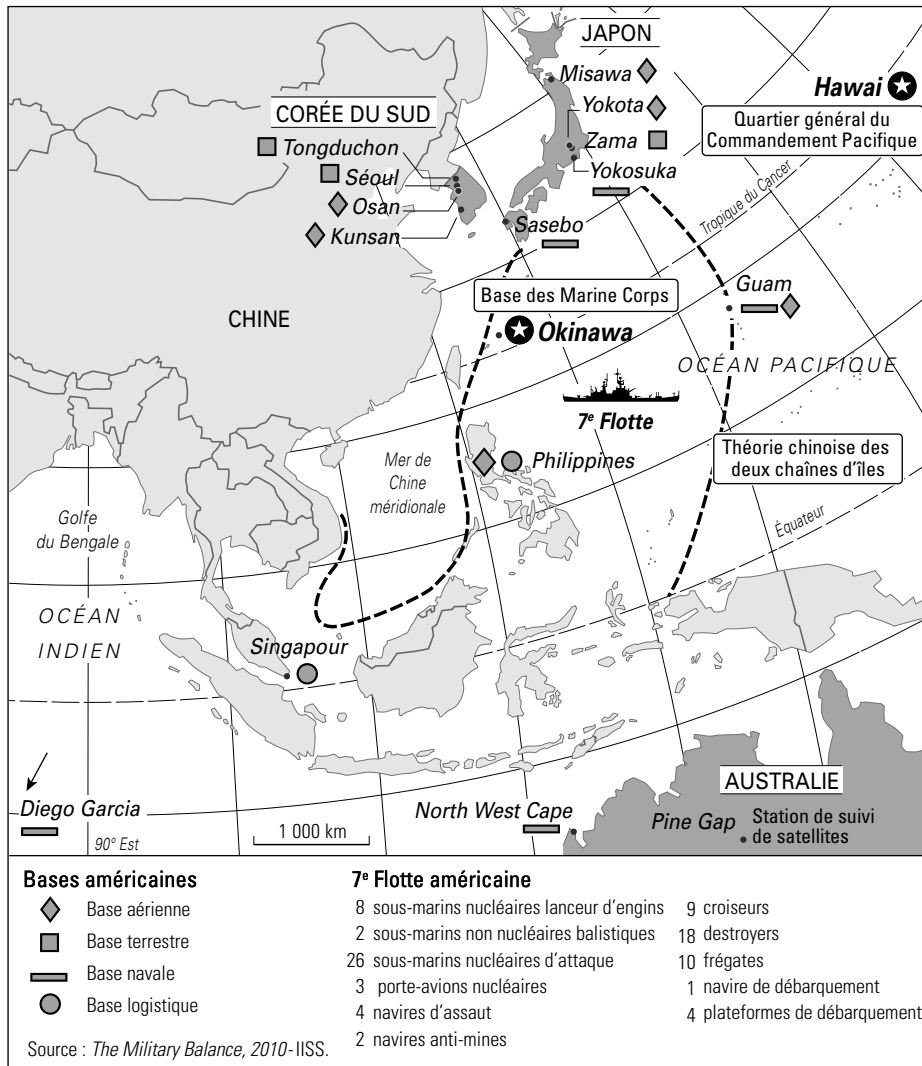 JAPON
Misawa
Hawai
Quartier général du
Commandement Pacifique
Yokota
Zama
Yokosuka
CORÉE DU SUD
Tongduchon
Séoul
Osan
Kunsan
Sasebo
Tropique du Cancer
Base des Marine Corps
Okinawa
Guam
CHINE
OCÉAN PACIFIQUE
7e Flotte
Philippines
Théorie chinoise des
deux chaînes d'îles
Mer de
Chine
méridionale
Golfe
du Bengale
Équateur
OCÉAN
INDIEN
Singapour
Diego Garcia
90° Est
1 000 km
North West Cape
AUSTRALIE
Pine Gap
Station de suivi
de satellites
Bases américaines
Base aérienne
Base terrestre
Base navale
Base logistique
Source : The Military Balance, 2010-IISS.
7e Flotte américaine
8 sous-marins nucléaires lanceur d'engins
2 sous-marins non nucléaires balistiques
26 sous-marins nucléaires d'attaque
3 porte-avions nucléaires
4 navires d'assaut
2 navires anti-mines
9 croiseurs
18 destroyers
10 frégates
1 navire de débarquement
4 plateformes de débarquement